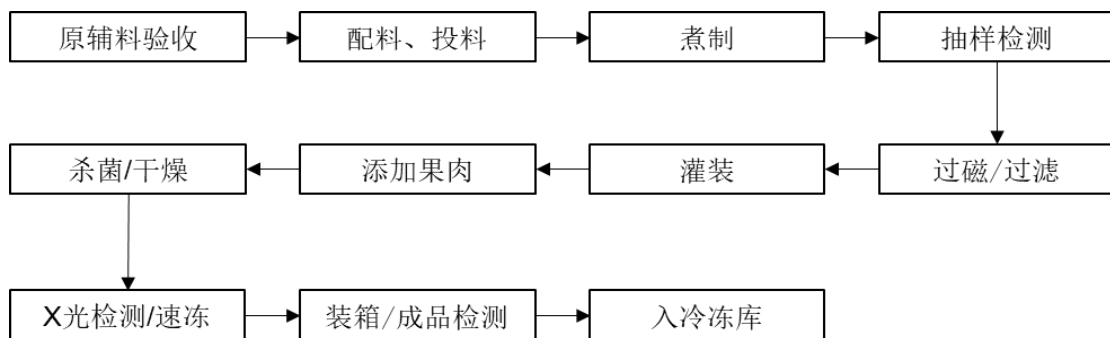 原辅料验收
配料、投料
煮制
抽样检测
过磁/过滤
灌装
添加果肉
杀菌/干燥
X光检测/速冻
装箱/成品检测
入冷冻库